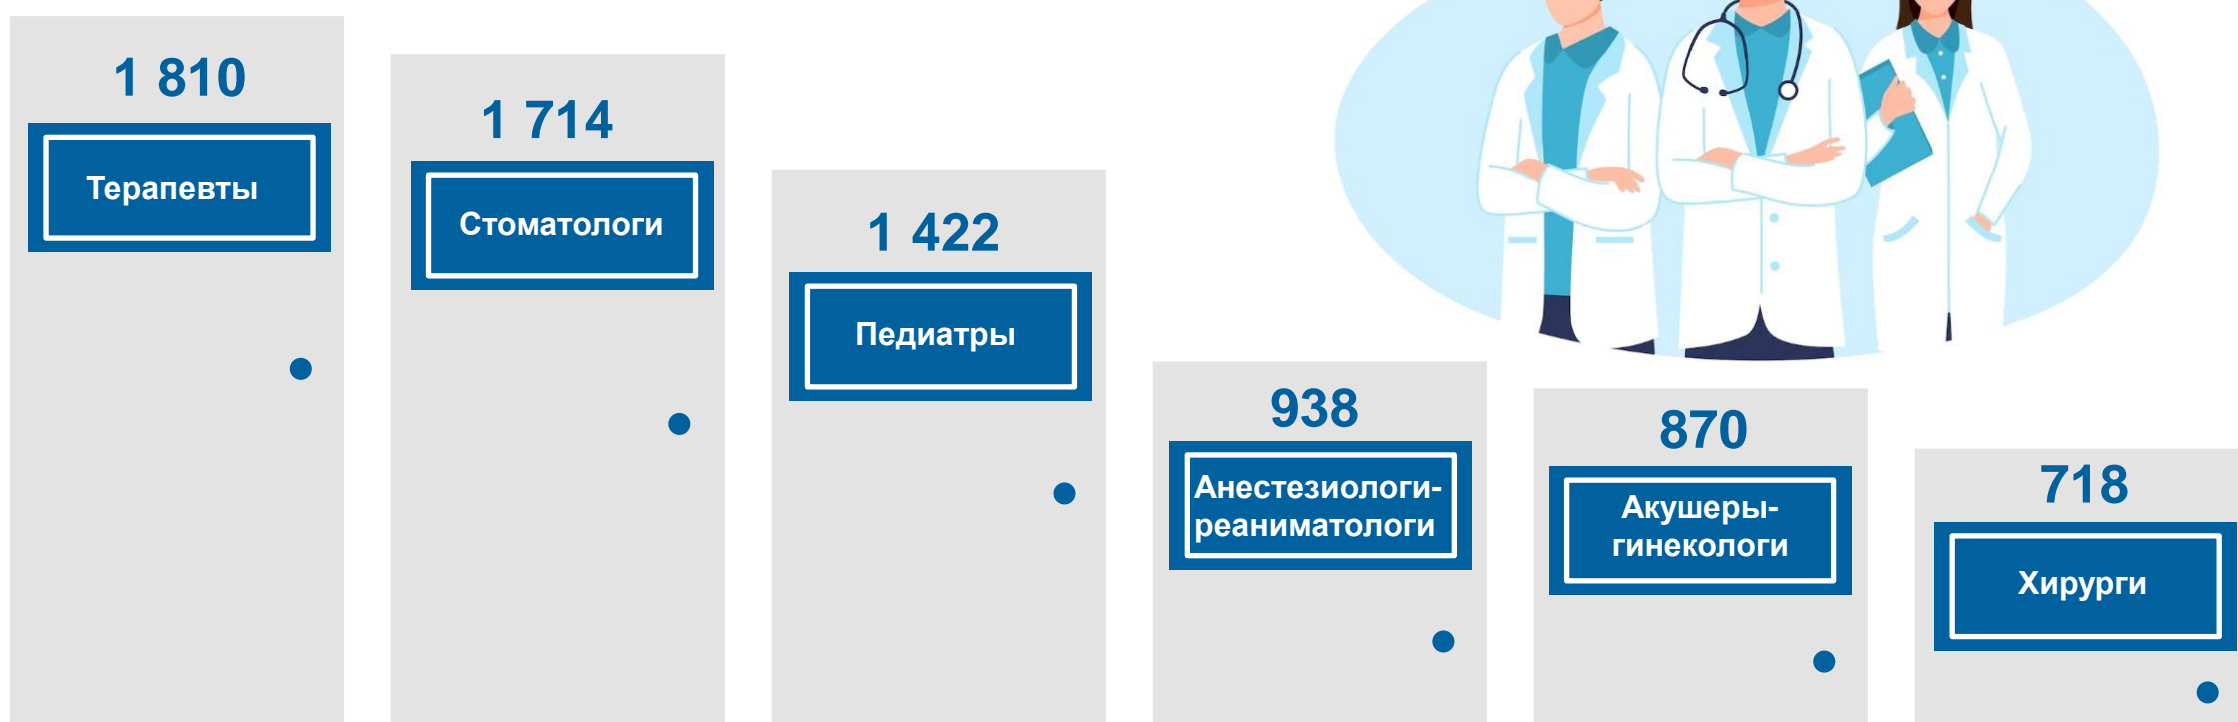 1 810
Терапевты
1 714
Стоматологи
1 422
Педиатры
938
Анестезиологи-
реаниматологи
870
Акушеры-
гинекологи
718
Хирурги